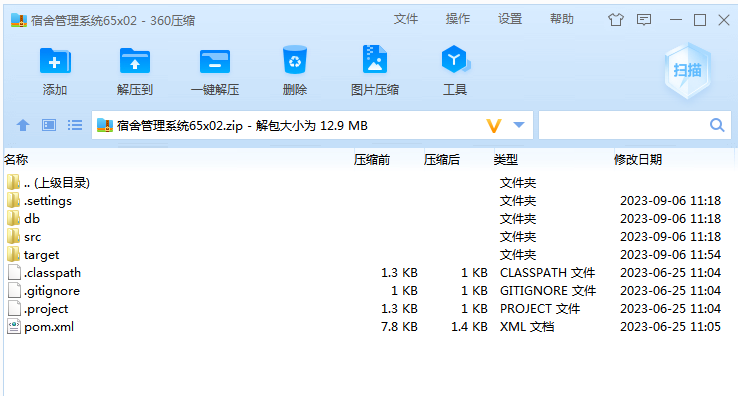 宿舍管理系统65x02 - 360压缩 文件 操作 设置 帮助
添加 解压到 一键解压 删除 图片压缩 工具 扫描
宿舍管理系统65x02.zip - 解包大小为 12.9 MB
名称 压缩前 压缩后 类型 修改日期
.. (上级目录) 文件夹
.settings 文件夹 2023-09-06 11:18
db 文件夹 2023-09-06 11:18
src 文件夹 2023-09-06 11:18
target 文件夹 2023-09-06 11:54
.classpath 1.3 KB 1 KB CLASSPATH 文件 2023-06-25 11:04
.gitignore 1 KB 1 KB GITIGNORE 文件 2023-06-25 11:04
.project 1.3 KB 1 KB PROJECT 文件 2023-06-25 11:04
pom.xml 7.8 KB 1.4 KB XML 文档 2023-06-25 11:05